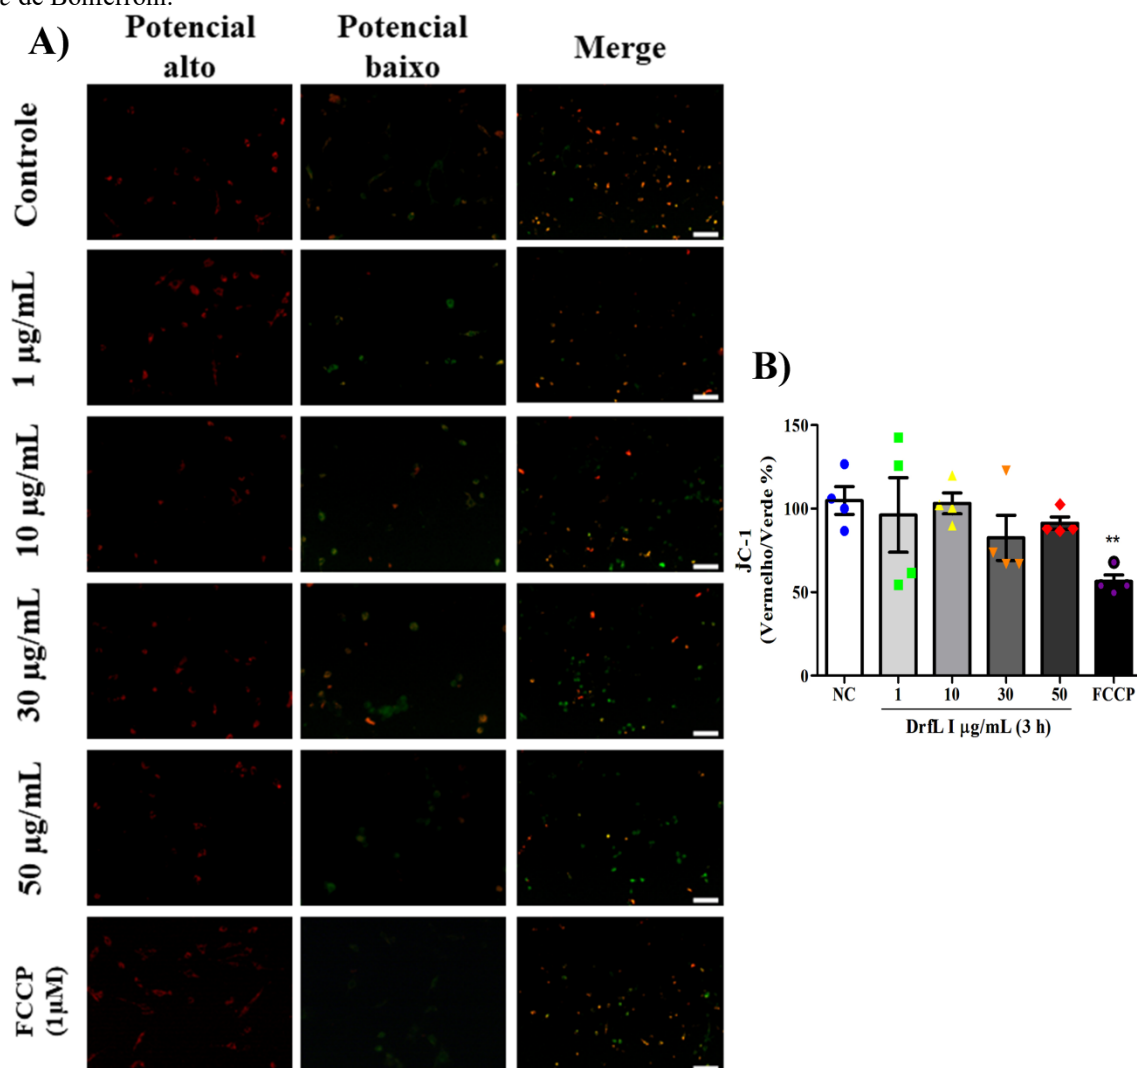 de Bonferroni.
A)
Potencial alto
Potencial baixo
Merge
Controle
1 µg/mL
10 µg/mL
30 µg/mL
50 µg/mL
FCCP
(1µM)
B)
JC-1
(Vermelho/Verde %)
150
100
50
0
**
NC
1
10
30
50
FCCP
DrfL I µg/mL (3 h)